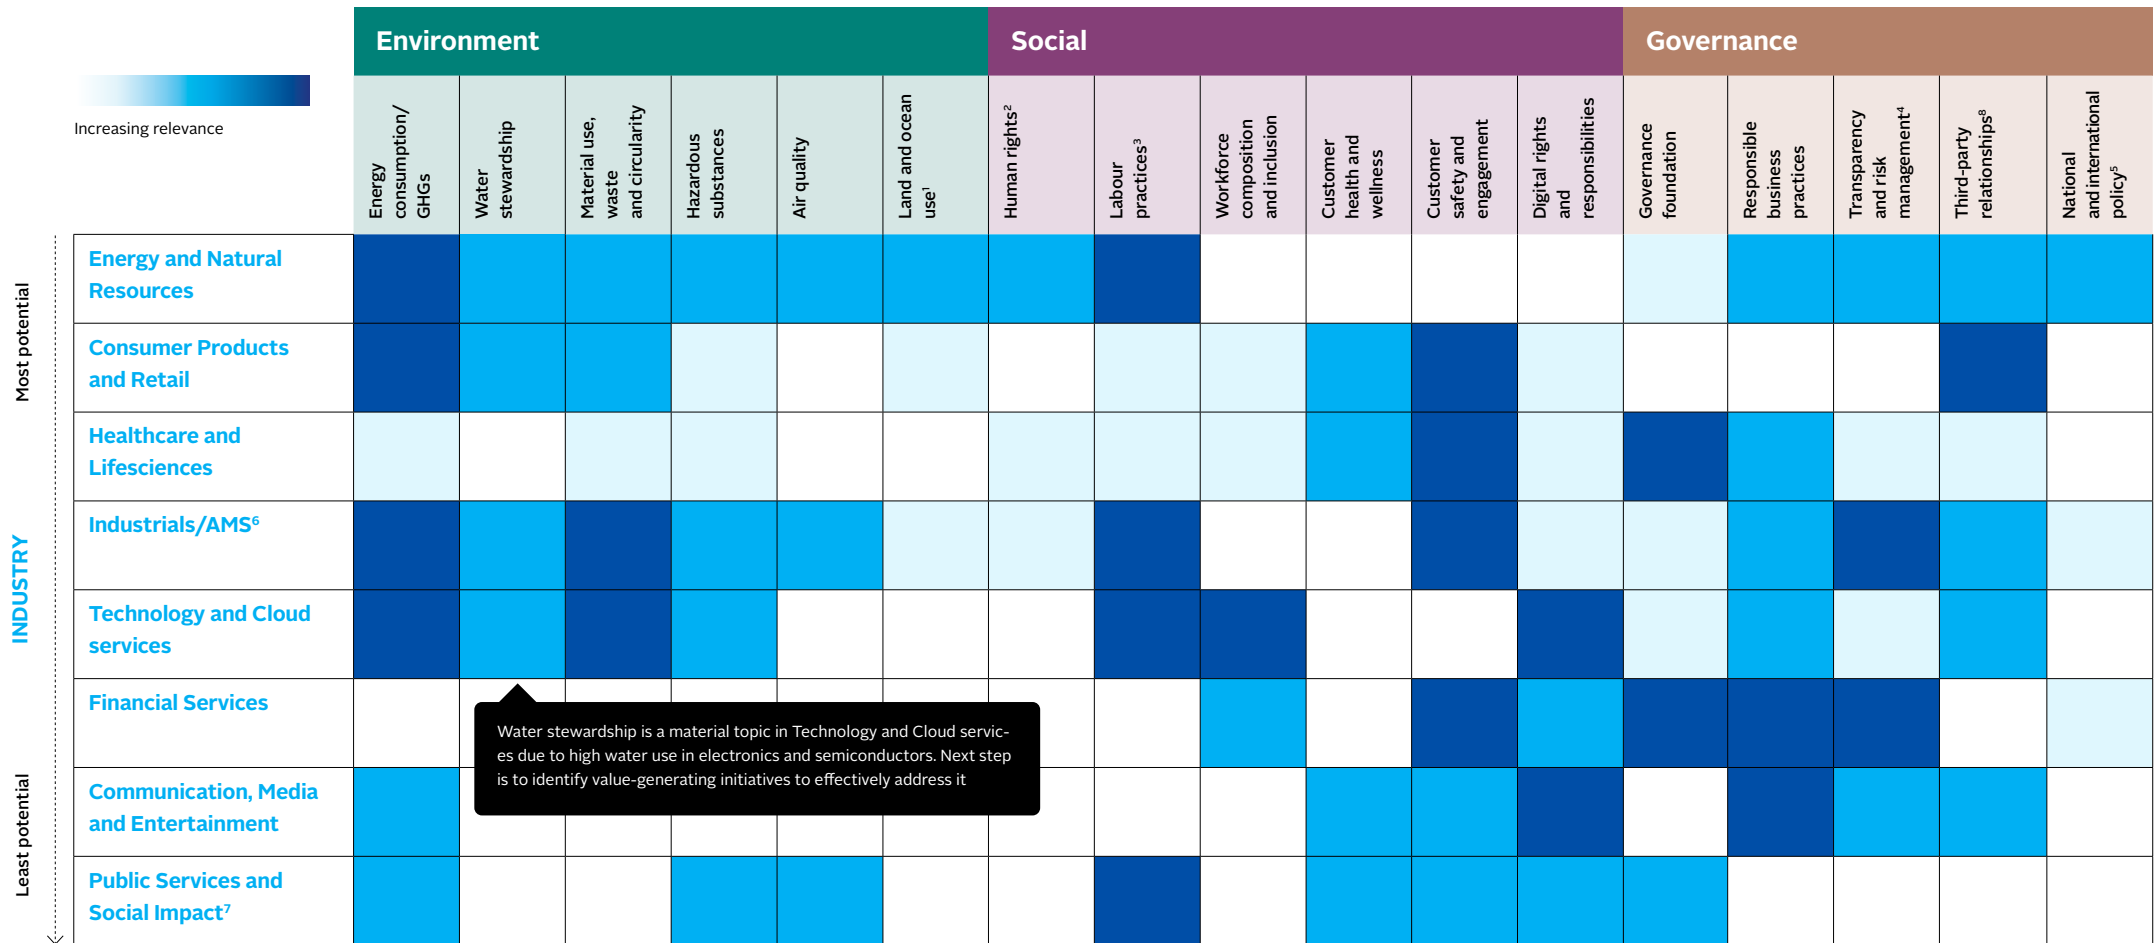 Environment
Social
Governance
Increasing relevance
Energy
consumption/
GHGs
Water
stewardship
Material use,
waste
and circularity
Hazardous
substances
Air quality
Land and ocean
use¹
Human rights²
Labour
practices³
Workforce
composition
and inclusion
Customer
health and
wellness
Customer
safety and
engagement
Digital rights
and
responsibilities
Governance
foundation
Responsible
business
practices
Transparency
and risk
management⁴
Third-party
relationships⁸
National
and international
policy⁵
Most potential
INDUSTRY
Least potential
Energy and Natural
Resources
Consumer Products
and Retail
Healthcare and
Lifesciences
Industrials/AMS⁶
Technology and Cloud
services
Financial Services
Water stewardship is a material topic in Technology and Cloud servic-
es due to high water use in electronics and semiconductors. Next step
is to identify value-generating initiatives to effectively address it
Communication, Media
and Entertainment
Public Services and
Social Impact⁷